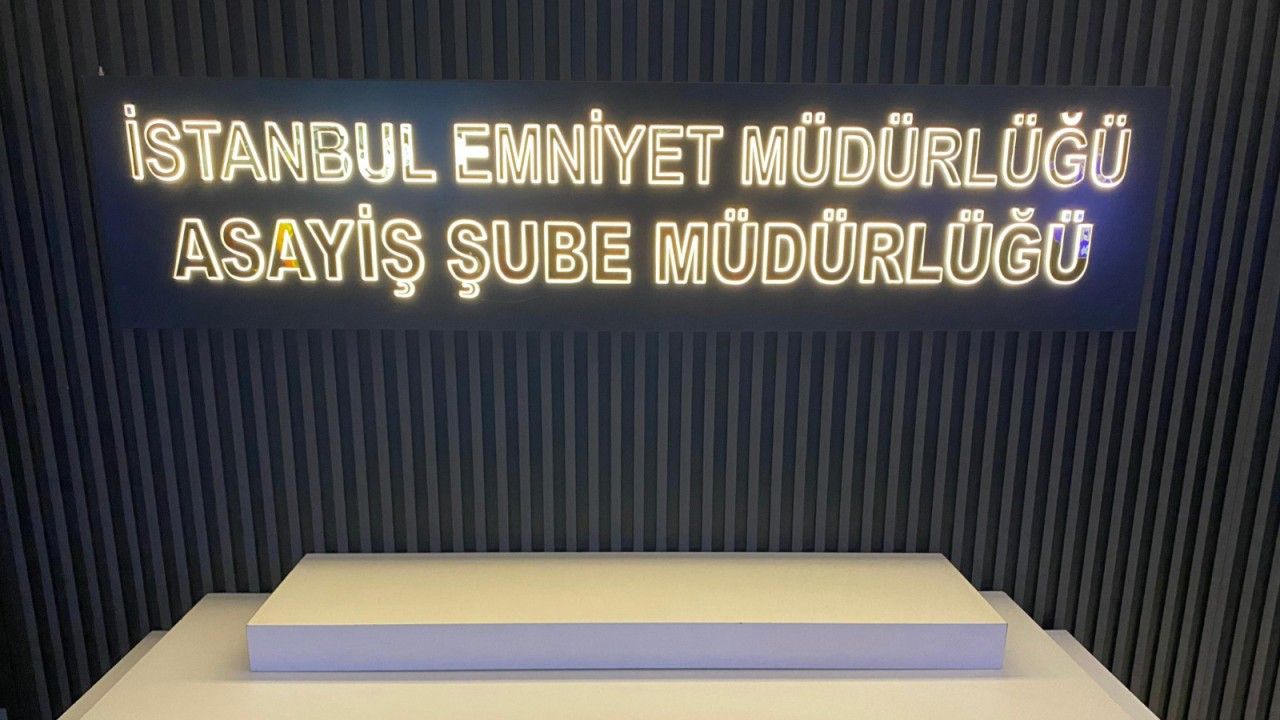 İSTANBUL EMNİYET MÜDÜRLÜĞÜ
ASAYİŞ ŞUBE MÜDÜRLÜĞÜ